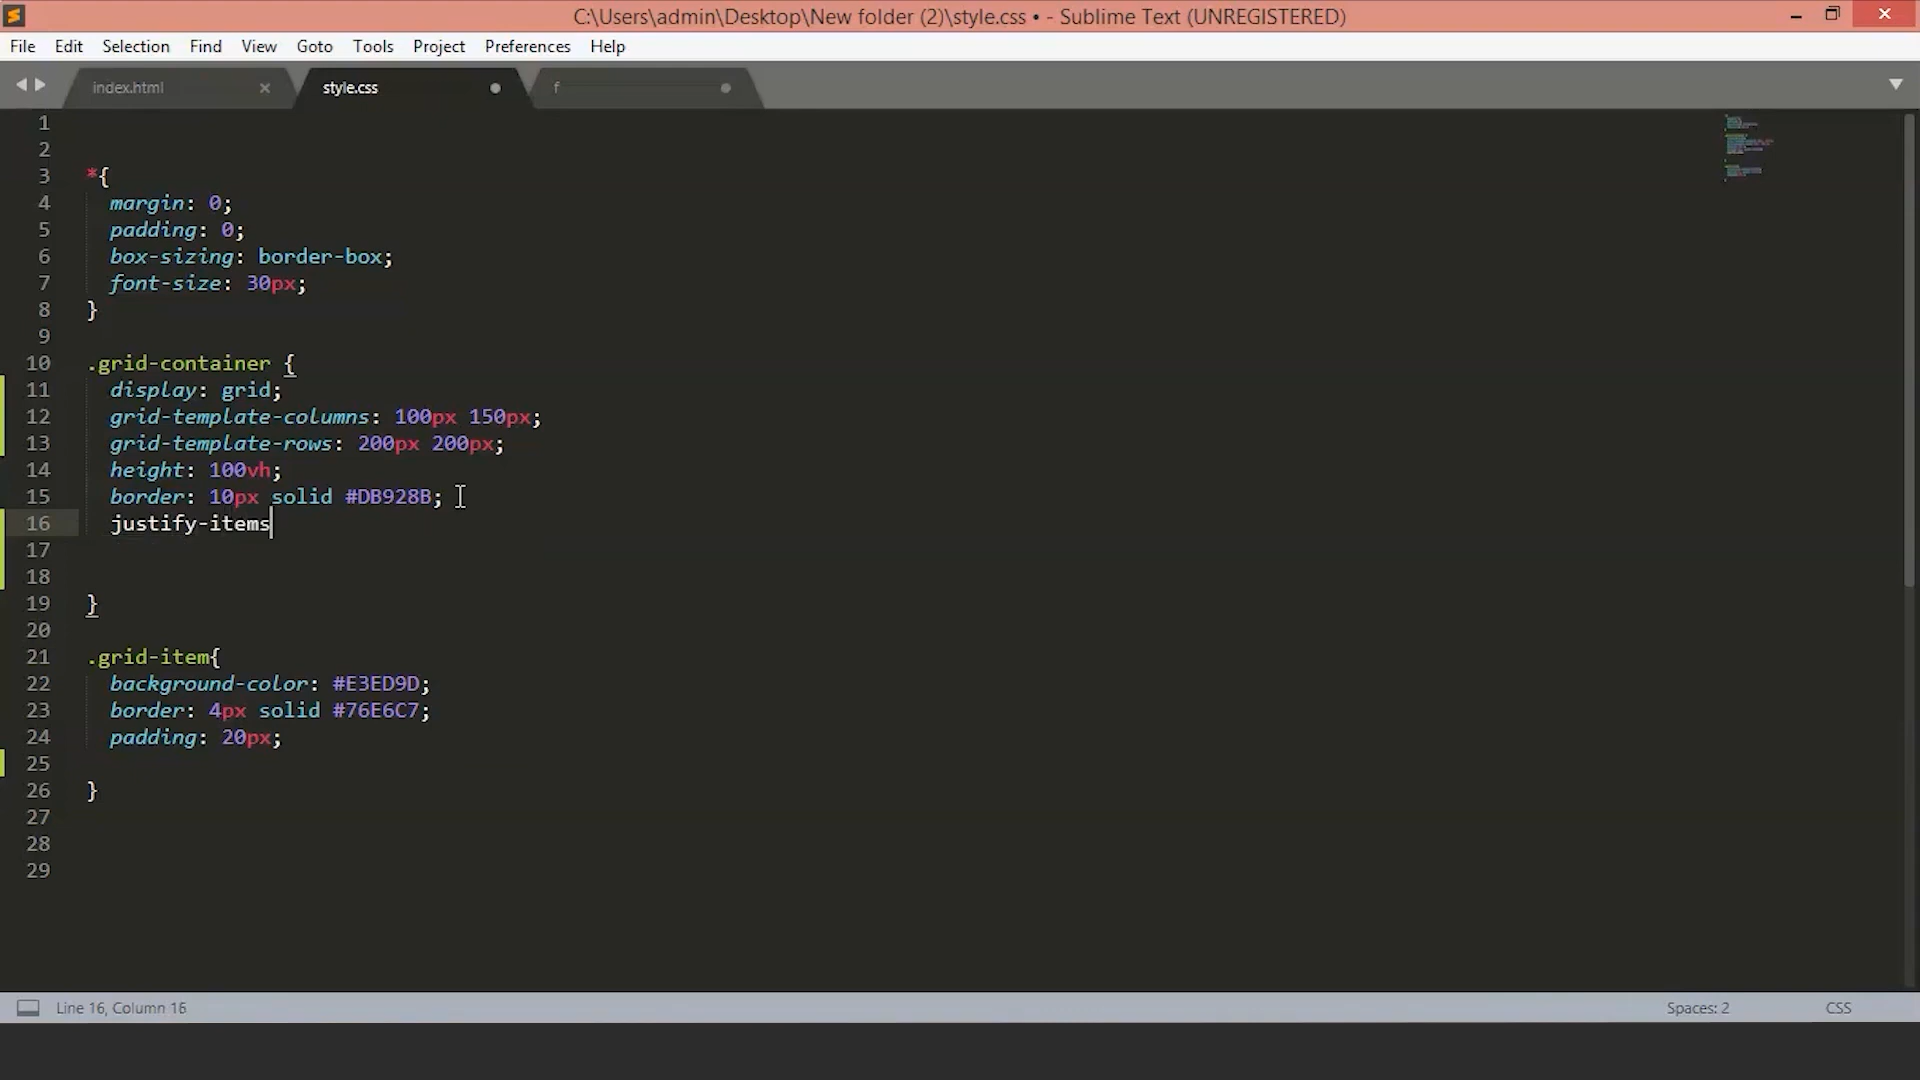 C:\Users\admin\Desktop\New folder (2)\style.css • - Sublime Text (UNREGISTERED)
File Edit Selection Find View Goto Tools Project Preferences Help
index.html style.css f
1
2
3 *{
4 margin: 0;
5 padding: 0;
6 box-sizing: border-box;
7 font-size: 30px;
8 }
9
10 .grid-container {
11 display: grid;
12 grid-template-columns: 100px 150px;
13 grid-template-rows: 200px 200px;
14 height: 100vh;
15 border: 10px solid #DB928B;
16 justify-items
17
18
19 }
20
21 .grid-item{
22 background-color: #E3ED9D;
23 border: 4px solid #76E6C7;
24 padding: 20px;
25
26 }
27
28
29
Line 16, Column 16 Spaces: 2 CSS